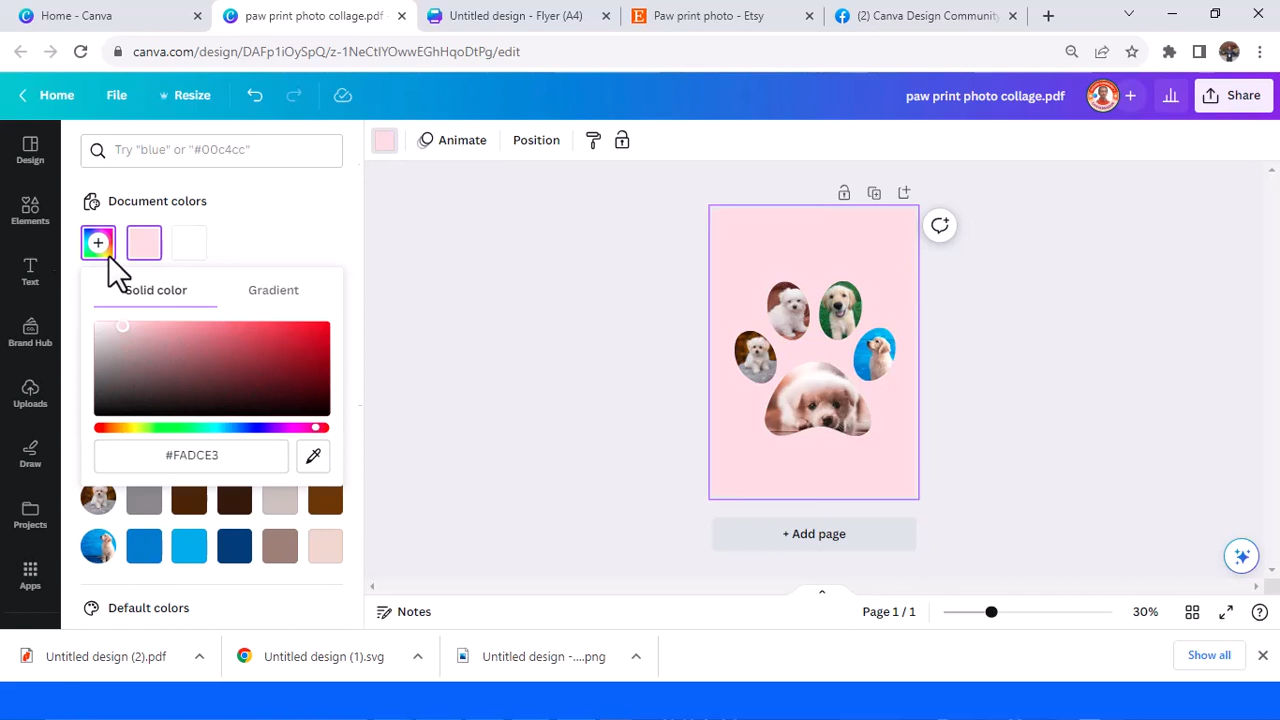 Home - Canva
paw print photo collage.pdf -
Untitled design - Flyer (A4)
Paw print photo - Etsy
(2) Canva Design Community
canva.com/design/DAFp1iOySpQ/z-1NeCtIYOwwEGhHqoDtPg/edit
Home
File
Resize
paw print photo collage.pdf
Share
Design
Elements
Text
Brand Hub
Uploads
Draw
Projects
Apps
Try "blue" or "#00c4cc"
Animate
Position
Document colors
Solid color
Gradient
#FADCE3
Default colors
+ Add page
Notes
Page 1 / 1
30%
Untitled design (2).pdf
Untitled design (1).svg
Untitled design -....png
Show all